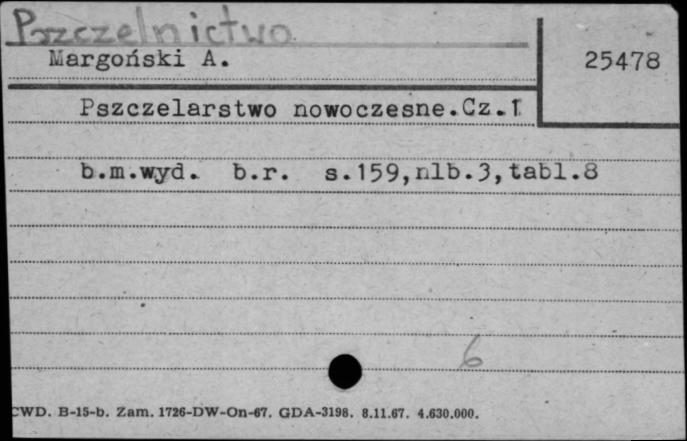 Pszczelnictwo
Margoński A.
25478
Pszczelarstwo nowoczesne.Cz.I
b.m.wyd. b.r. s.159,nlb.3,tabl.8
6
CWD. B-15-b. Zam. 1726-DW-On-67. GDA-3198. 8.11.67. 4.630.000.